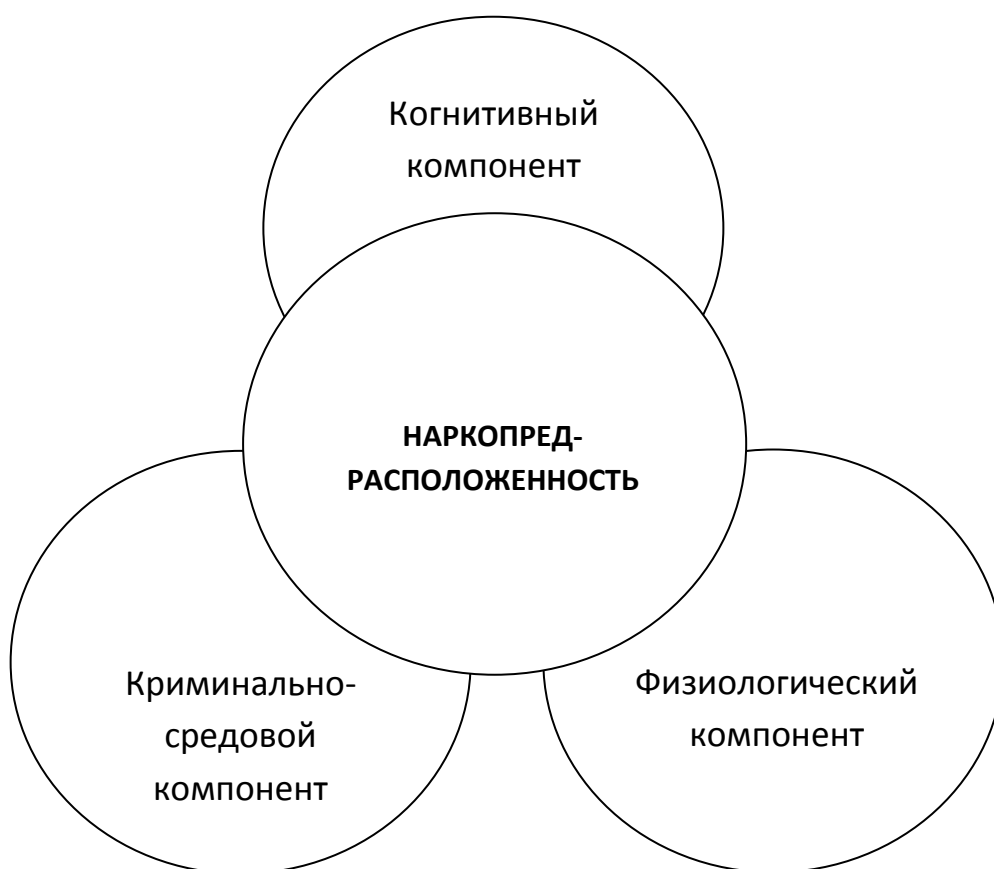 Когнитивный
компонент
НАРКОПРЕД-
РАСПОЛОЖЕННОСТЬ
Криминально-
средовой
компонент
Физиологический
компонент